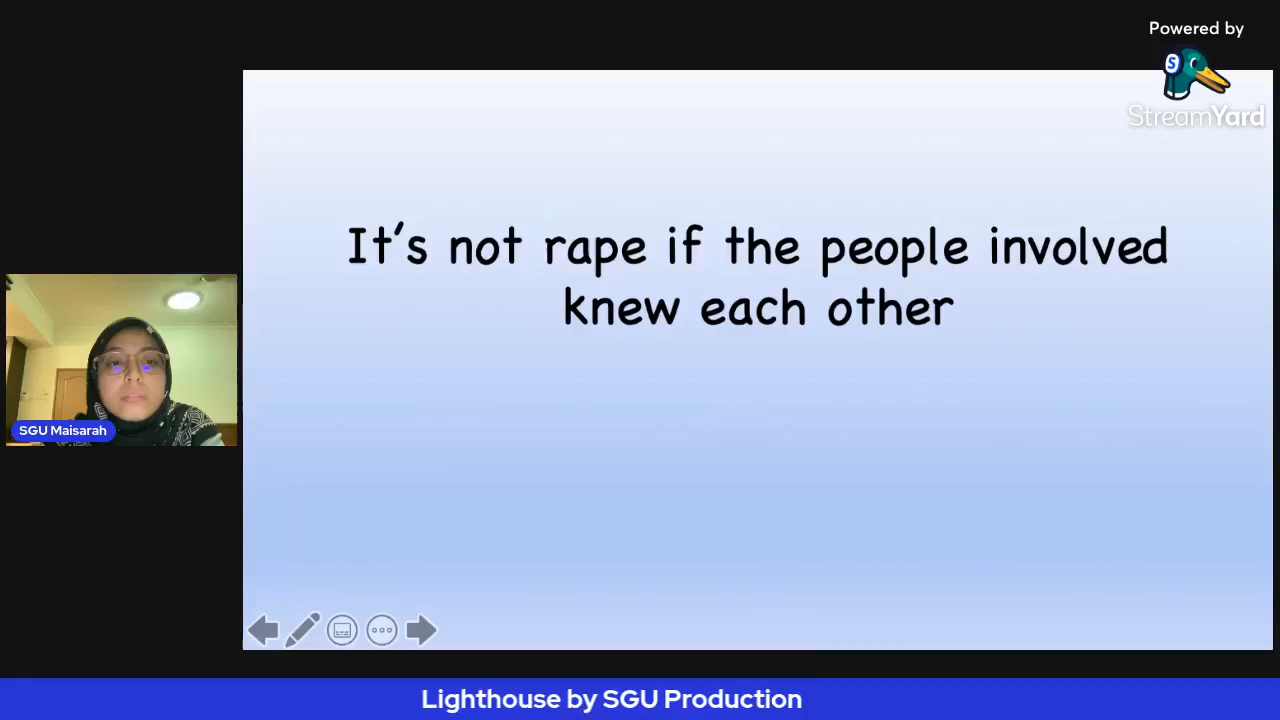 Powered by
S
StreamYard
It's not rape if the people involved
knew each other
SGU Maisarah
Lighthouse by SGU Production